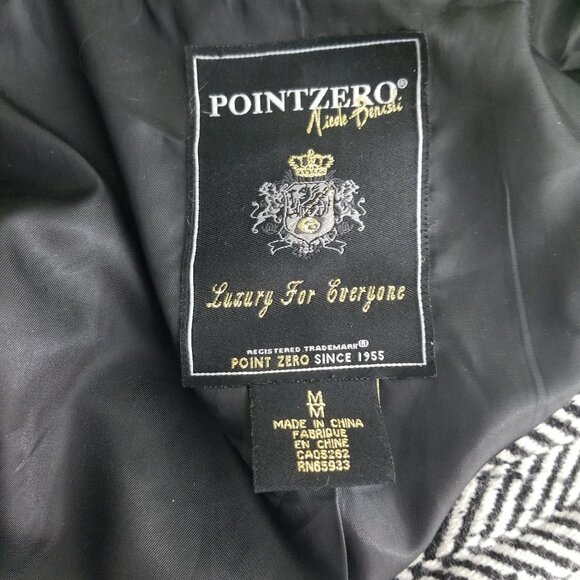 POINTZERO®
Nicole Benisti
Luxury For Everyone
REGISTERED TRADEMARK®
POINT ZERO SINCE 1955
M
M
MADE IN CHINA
FABRIQUE
EN CHINE
CA05262
RN65933